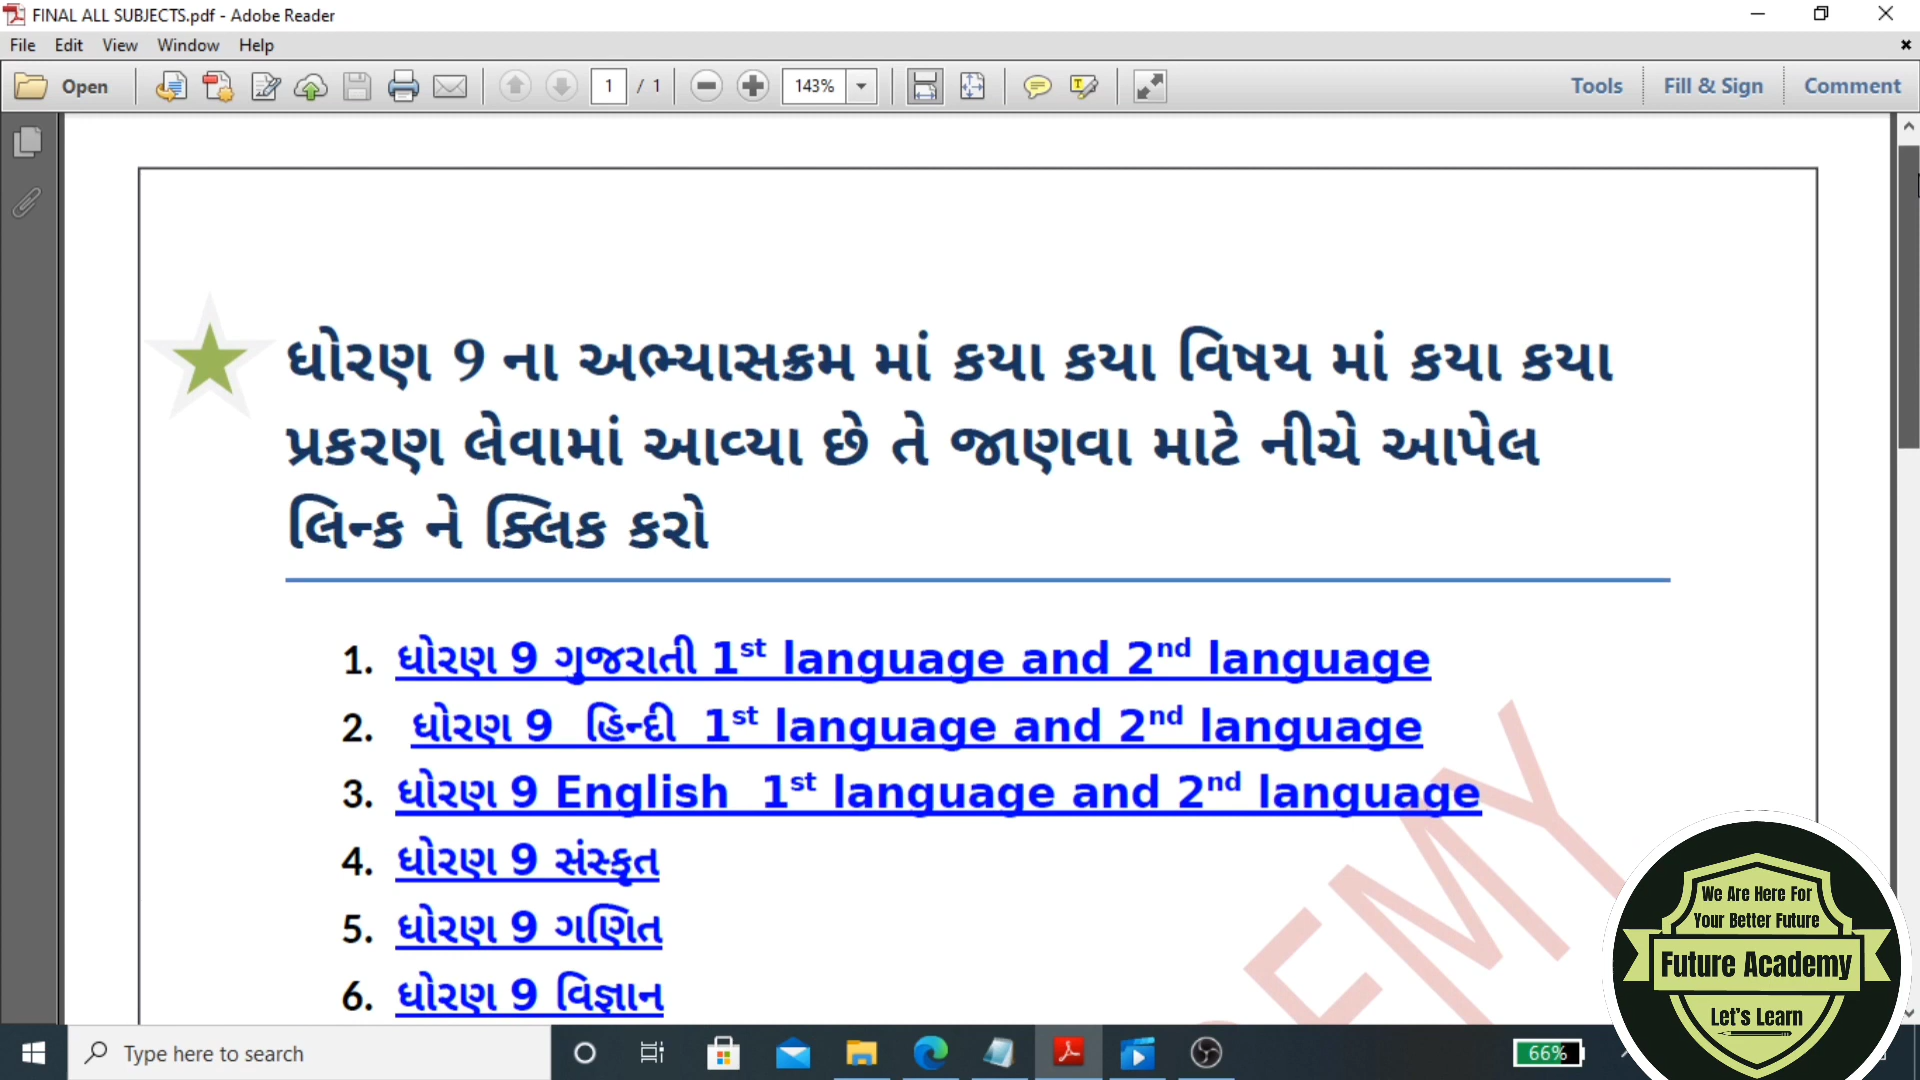 FINAL ALL SUBJECTS.pdf - Adobe Reader
File Edit View Window Help
Open 1 / 1 143% Tools Fill & Sign Comment
ધોરણ 9 ના અભ્યાસક્રમ માં કયા કયા વિષય માં કયા કયા
પ્રકરણ લેવામાં આવ્યા છે તે જાણવા માટે નીચે આપેલ
લિન્ક ને ક્લિક કરો
1. ધોરણ 9 ગુજરાતી 1st language and 2nd language
2. ધોરણ 9 હિન્દી 1st language and 2nd language
3. ધોરણ 9 English 1st language and 2nd language
4. ધોરણ 9 સંસ્કૃત
5. ધોરણ 9 ગણિત
6. ધોરણ 9 વિજ્ઞાન
EMY
We Are Here For
Your Better Future
Future Academy
Let's Learn
Type here to search
66%